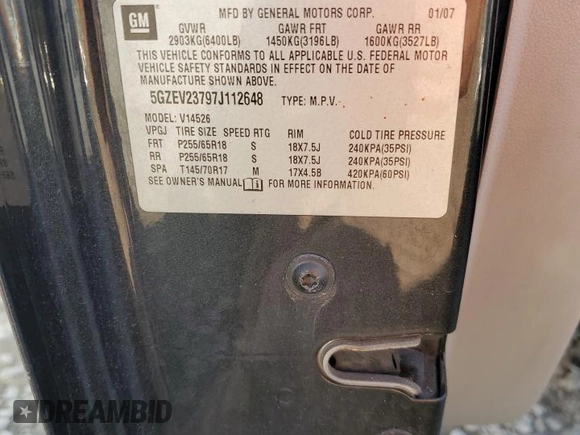 GM
MFD BY GENERAL MOTORS CORP. 01/07
GVWR GAWR FRT GAWR RR
2903KG(6400LB) 1450KG(3196LB) 1600KG(3527LB)
THIS VEHICLE CONFORMS TO ALL APPLICABLE U.S. FEDERAL MOTOR
VEHICLE SAFETY STANDARDS IN EFFECT ON THE DATE OF
MANUFACTURE SHOWN ABOVE.
5GZEV23797J112648 TYPE: M.P.V.
MODEL: V14526
VPGJ TIRE SIZE SPEED RTG RIM COLD TIRE PRESSURE
FRT P255/65R18 S 18X7.5J 240KPA(35PSI)
RR P255/65R18 S 18X7.5J 240KPA(35PSI)
SPA T145/70R17 M 17X4.5B 420KPA(60PSI)
SEE OWNER'S MANUAL FOR MORE INFORMATION.
DREAMBID